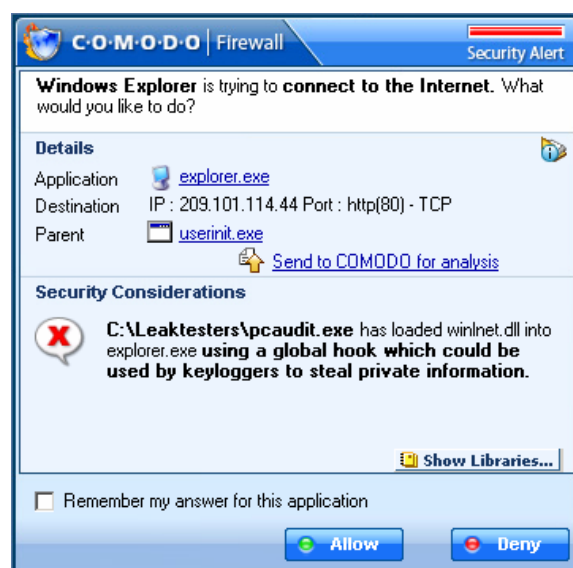 C·O·M·O·D·O | Firewall
Security Alert
Windows Explorer is trying to connect to the Internet. What
would you like to do?
Details
Application explorer.exe
Destination IP : 209.101.114.44 Port : http(80) - TCP
Parent userinit.exe
Send to COMODO for analysis
Security Considerations
C:\Leaktesters\pcaudit.exe has loaded winInet.dll into
explorer.exe using a global hook which could be
used by keyloggers to steal private information.
Show Libraries...
Remember my answer for this application
Allow
Deny